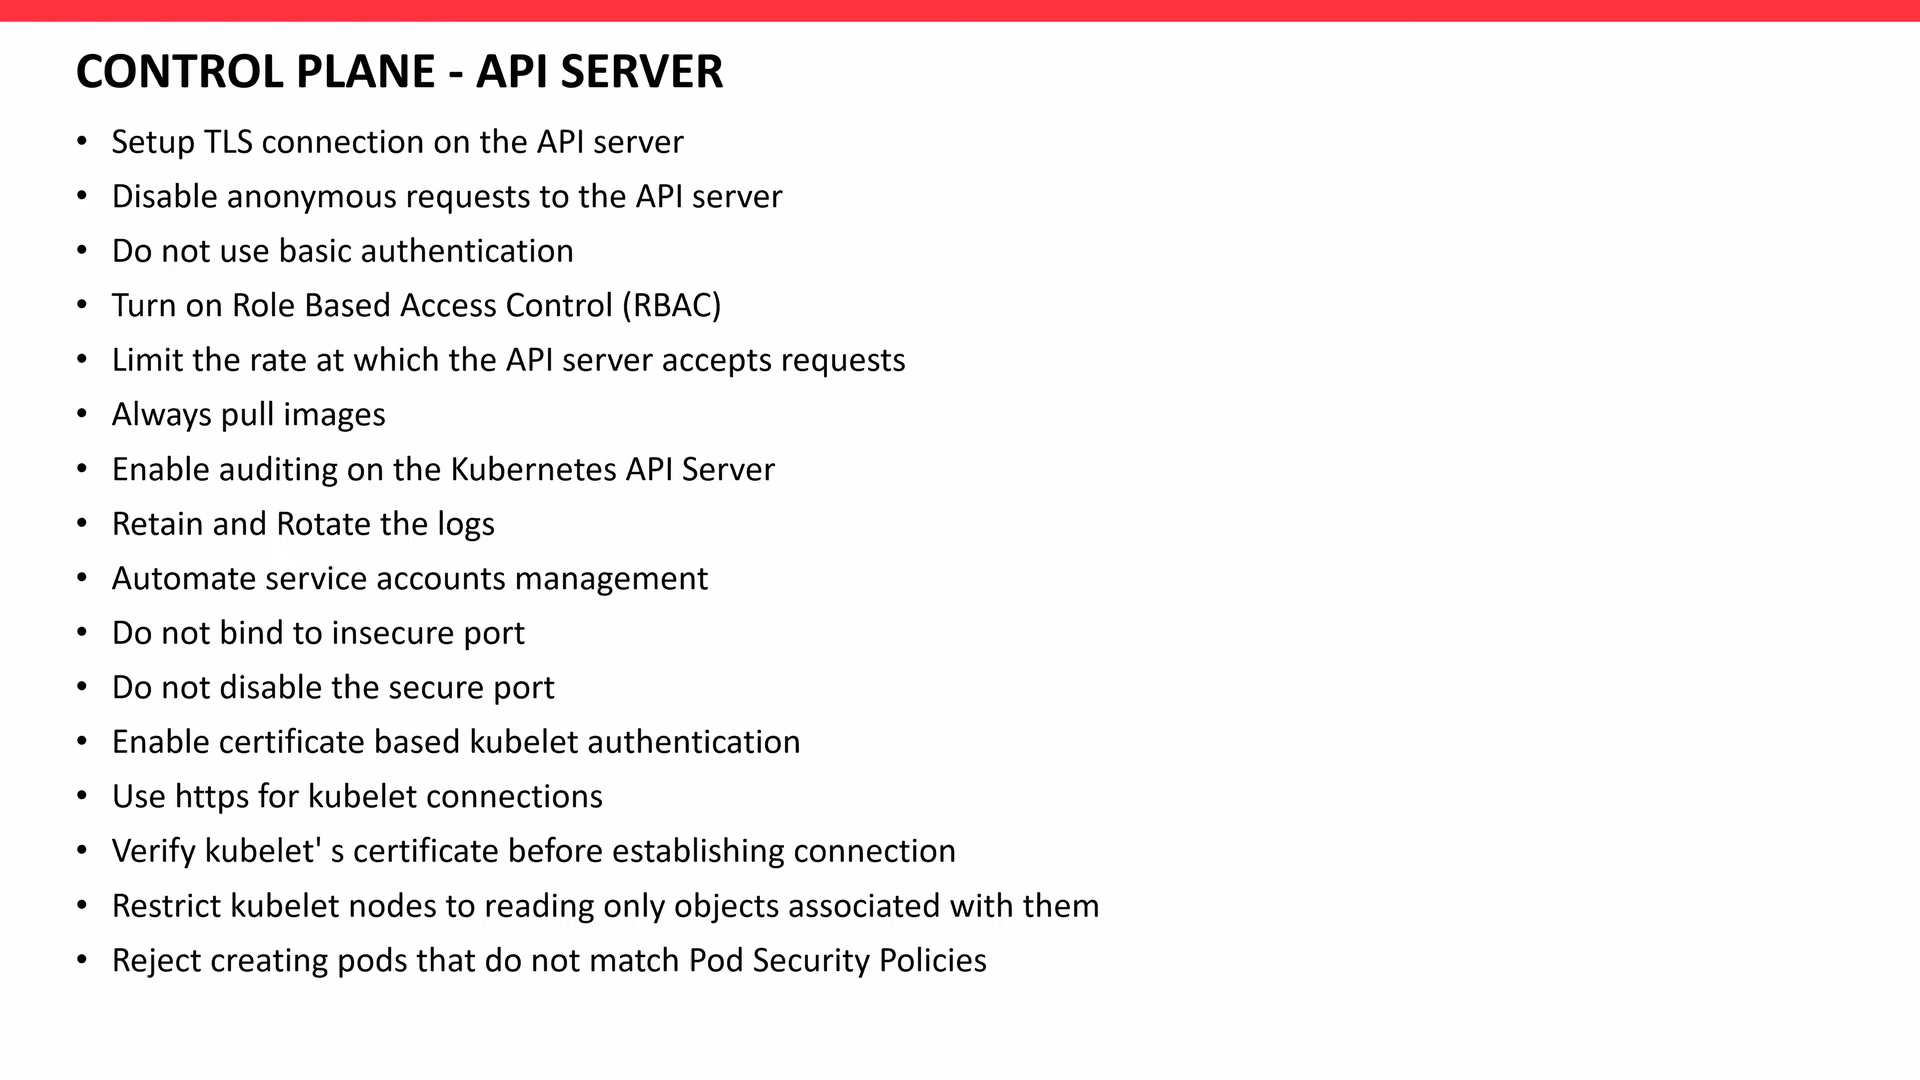 CONTROL PLANE - API SERVER
• Setup TLS connection on the API server
• Disable anonymous requests to the API server
• Do not use basic authentication
• Turn on Role Based Access Control (RBAC)
• Limit the rate at which the API server accepts requests
• Always pull images
• Enable auditing on the Kubernetes API Server
• Retain and Rotate the logs
• Automate service accounts management
• Do not bind to insecure port
• Do not disable the secure port
• Enable certificate based kubelet authentication
• Use https for kubelet connections
• Verify kubelet' s certificate before establishing connection
• Restrict kubelet nodes to reading only objects associated with them
• Reject creating pods that do not match Pod Security Policies